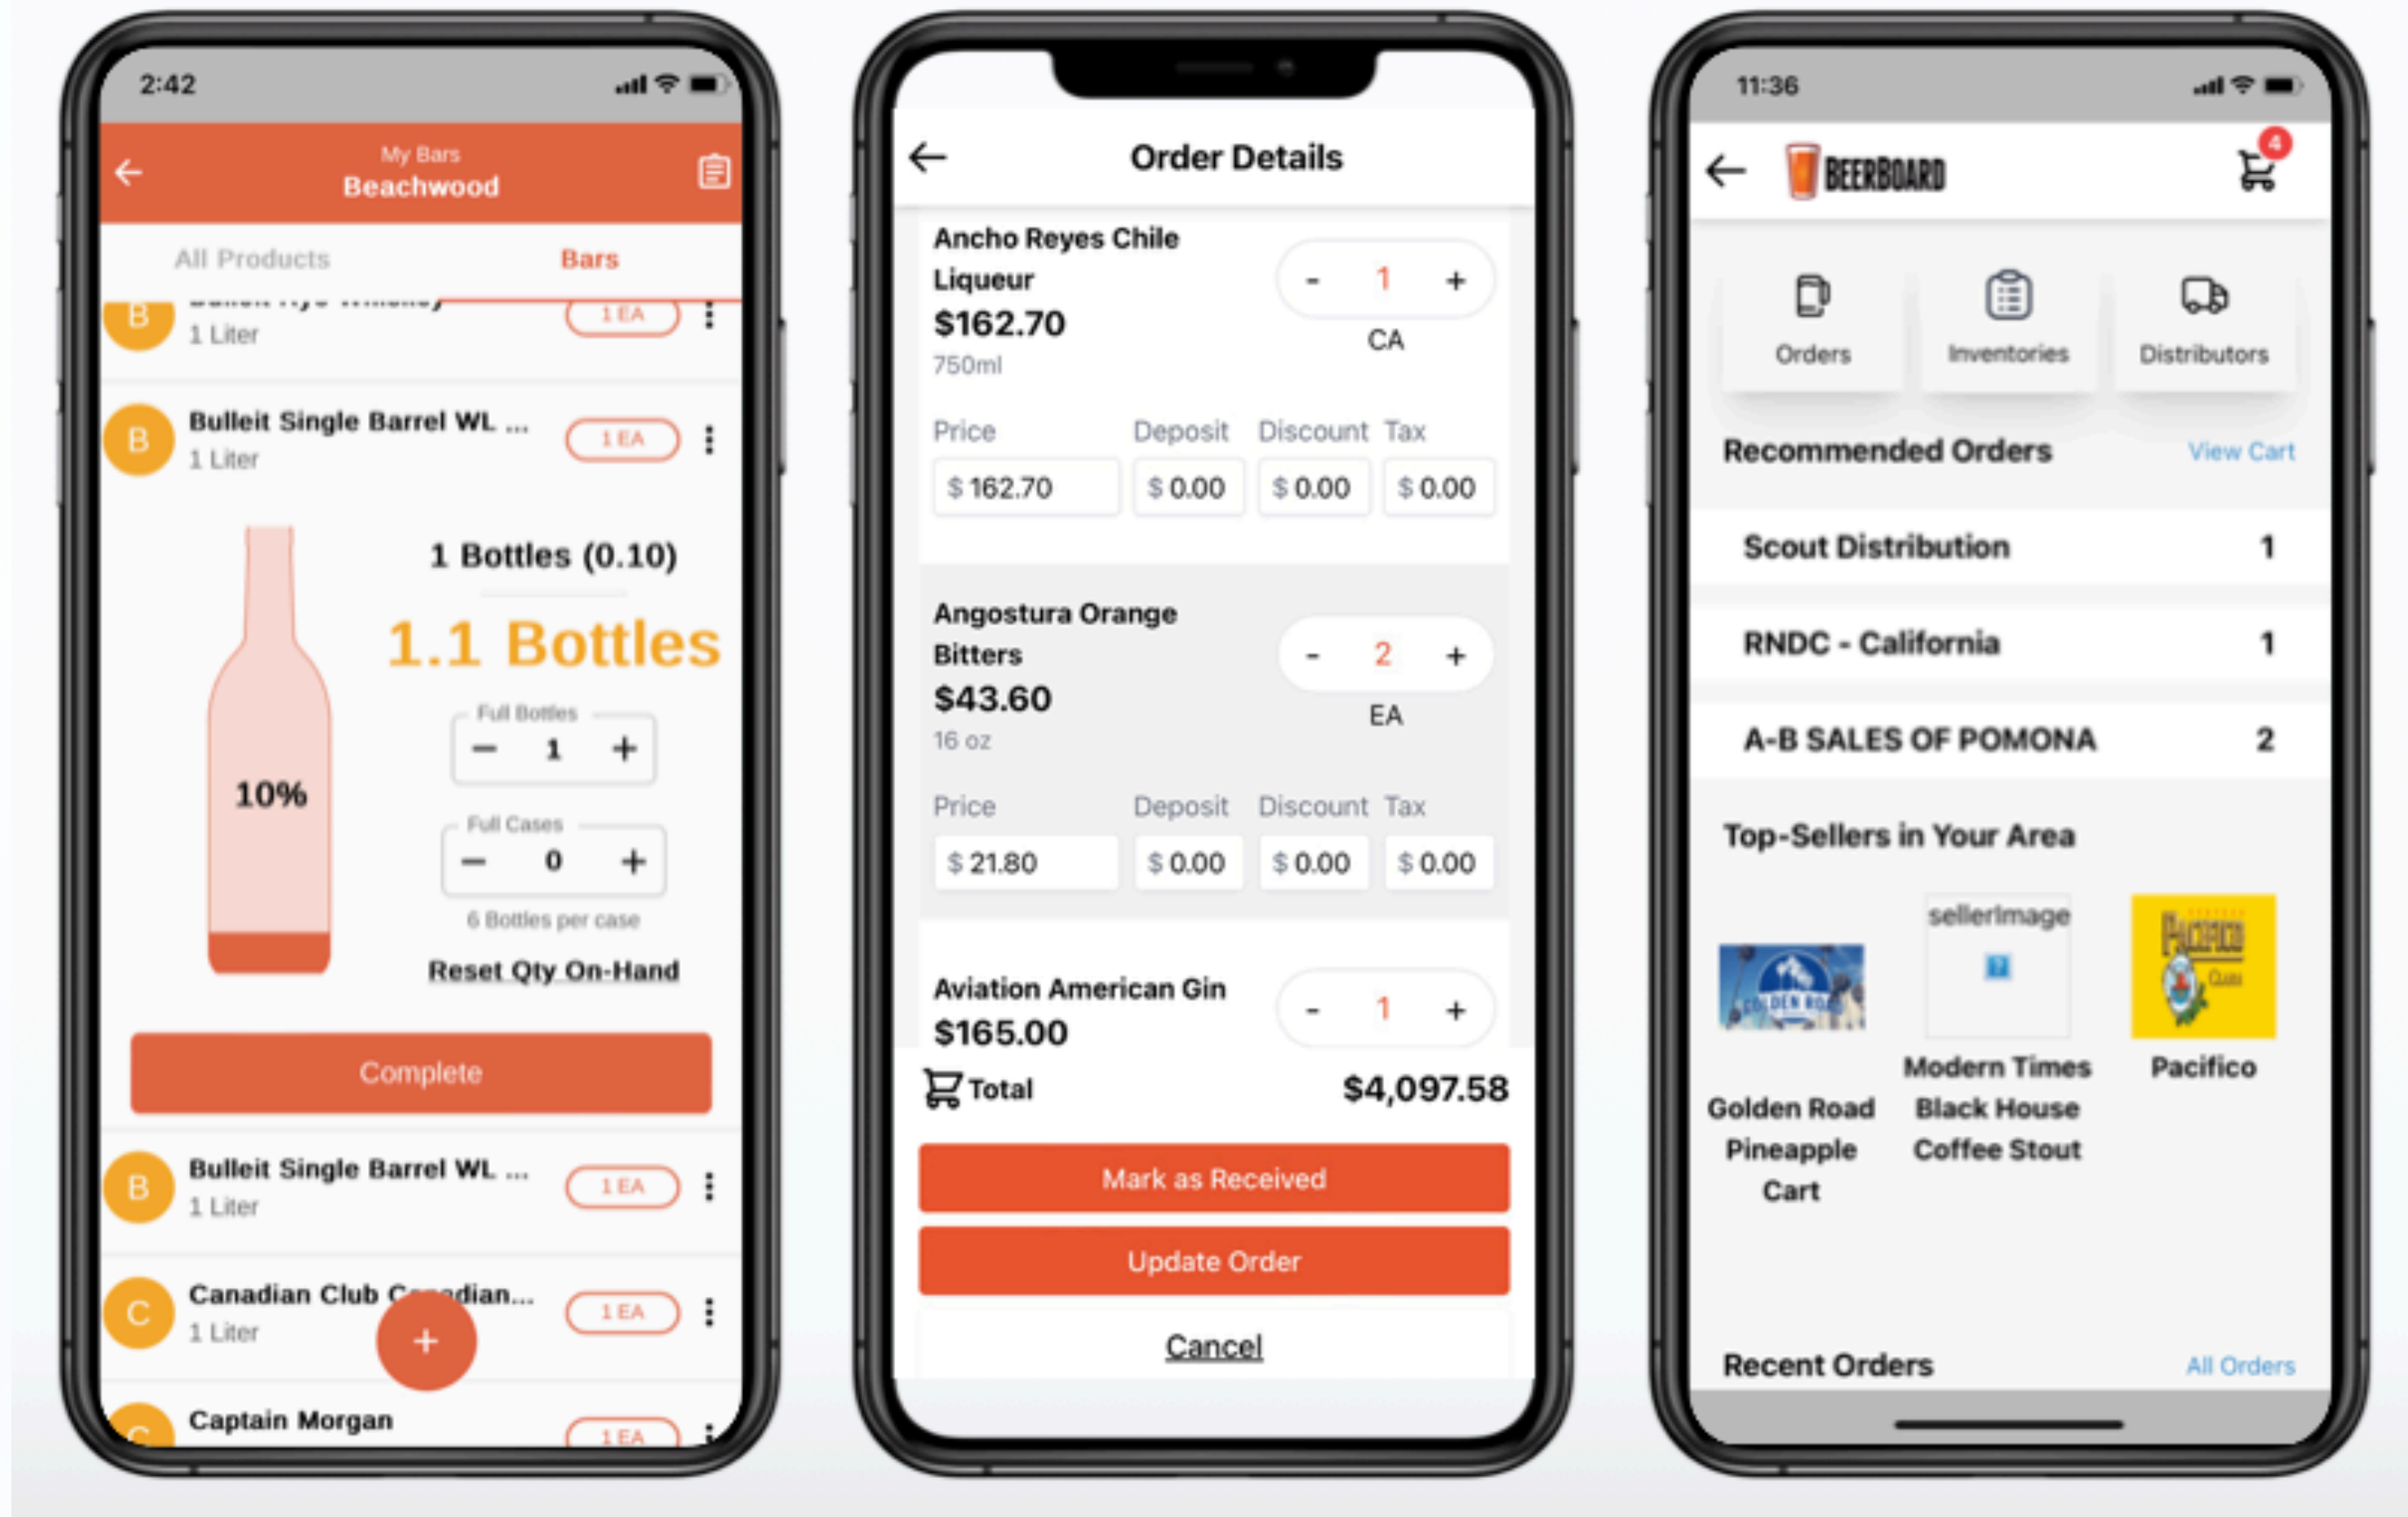 2:42
My Bars
Beachwood
All Products Bars
1 Liter
1 EA
B
Bulleit Single Barrel WL ...
1 Liter
1 EA
B
10%
1 Bottles (0.10)
1.1 Bottles
Full Bottles
− 1 +
Full Cases
− 0 +
6 Bottles per case
Reset Qty On-Hand
Complete
B
Bulleit Single Barrel WL ...
1 Liter
1 EA
C
1 Liter
1 EA
+
Captain Morgan
1 EA
Order Details
Ancho Reyes Chile
Liqueur
$162.70
750ml
- 1 +
CA
Price Deposit Discount Tax
$ 162.70 $ 0.00 $ 0.00 $ 0.00
Angostura Orange
Bitters
$43.60
16 oz
- 2 +
EA
Price Deposit Discount Tax
$ 21.80 $ 0.00 $ 0.00 $ 0.00
Aviation American Gin
$165.00
- 1 +
Total $4,097.58
Mark as Received
Update Order
Cancel
11:36
BEERBOARD
4
Orders Inventories Distributors
Recommended Orders View Cart
Scout Distribution 1
RNDC - California 1
A-B SALES OF POMONA 2
Top-Sellers in Your Area
GOLDEN ROAD
Golden Road
Pineapple
Cart
sellerImage
Modern Times
Black House
Coffee Stout
PACIFICO
Pacifico
Recent Orders All Orders